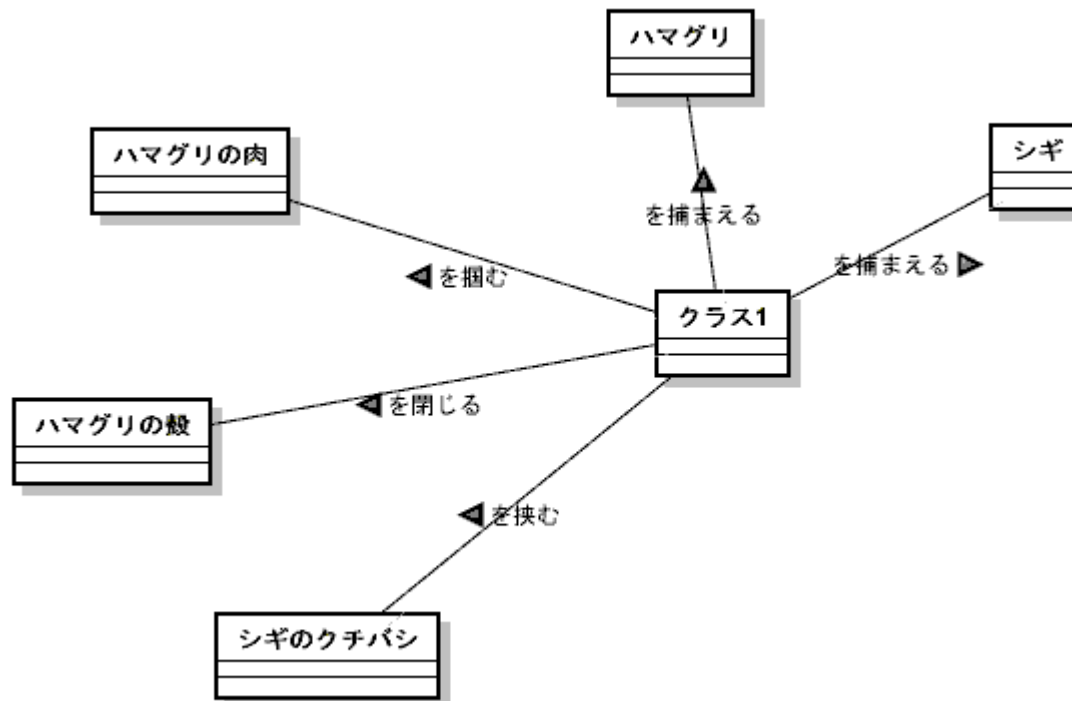 ハマグリ
ハマグリの肉
シギ
を捕まえる
を掴む
を捕まえる
クラス1
ハマグリの殻
を閉じる
を挟む
シギのクチバシ